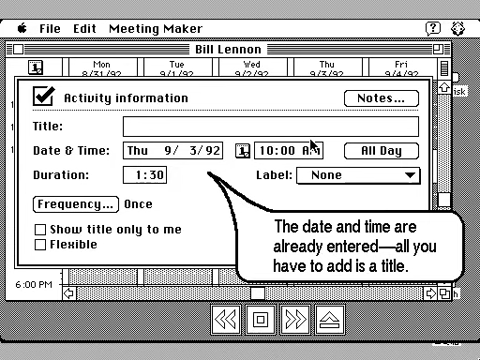 File Edit Meeting Maker
Bill Lennon
Mon Tue Wed Thu Fri
8/31/92 9/1/92 9/2/92 9/3/92 9/4/92
Activity information Notes...
Title:
Date & Time: Thu 9/ 3/92 10:00 AM All Day
Duration: 1:30 Label: None
Frequency... Once
Show title only to me
Flexible
The date and time are
already entered—all you
have to add is a title.
6:00 PM